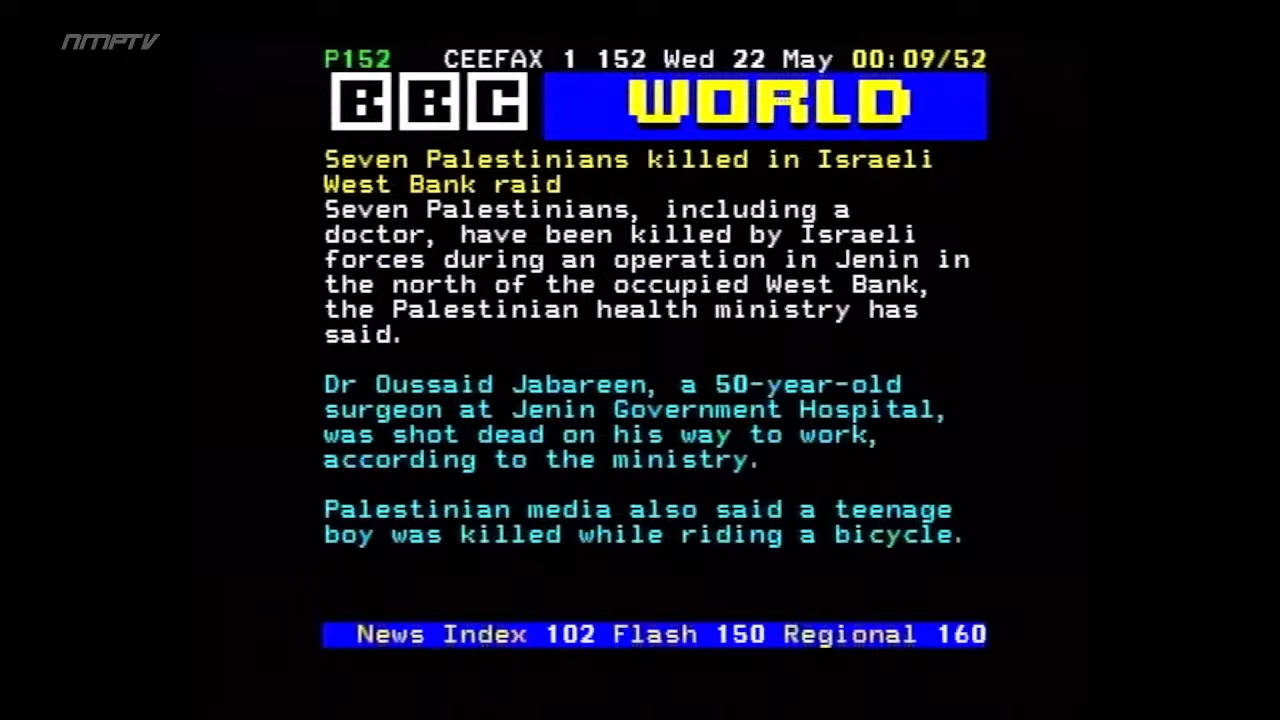 NMPTV
P152 CEEFAX 1 152 Wed 22 May 00:09/52
BBC WORLD
Seven Palestinians killed in Israeli
West Bank raid
Seven Palestinians, including a
doctor, have been killed by Israeli
forces during an operation in Jenin in
the north of the occupied West Bank,
the Palestinian health ministry has
said.
Dr Oussaid Jabareen, a 50-year-old
surgeon at Jenin Government Hospital,
was shot dead on his way to work,
according to the ministry.
Palestinian media also said a teenage
boy was killed while riding a bicycle.
News Index 102 Flash 150 Regional 160